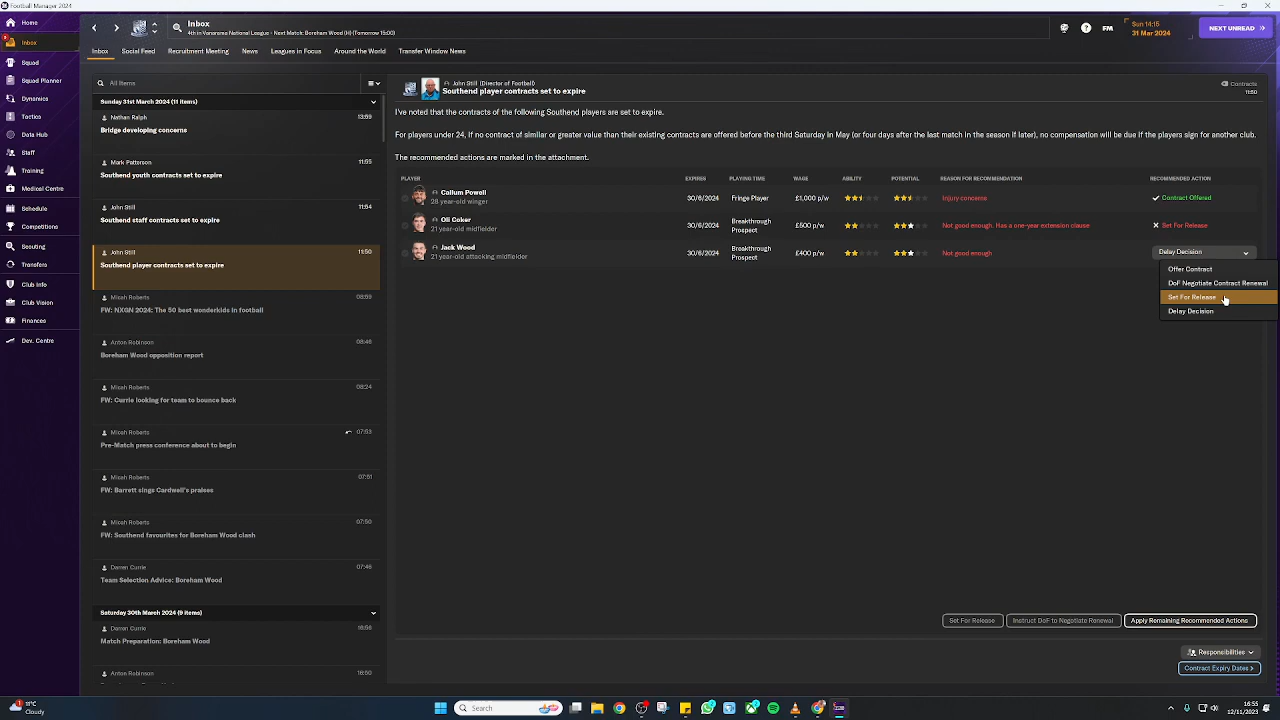 Football Manager 2024
Home
Inbox
Squad
Squad Planner
Dynamics
Tactics
Data Hub
Staff
Training
Medical Centre
Schedule
Competitions
Scouting
Transfers
Club Info
Club Vision
Finances
Dev. Centre
Inbox
4th in Vanarama National League - Next Match: Boreham Wood (H) (Tomorrow 15:00)
FM
Sun 14:15
31 Mar 2024
NEXT UNREAD
Inbox
Social Feed
Recruitment Meeting
News
Leagues in Focus
Around the World
Transfer Window News
All Items
Sunday 31st March 2024 (11 items)
Nathan Ralph
Bridge developing concerns
Mark Patterson 11:55
Southend youth contracts set to expire
John Still 11:54
Southend staff contracts set to expire
John Still 11:50
Southend player contracts set to expire
Micah Roberts 08:59
FW: NXGN 2024: The 50 best wonderkids in football
Anton Robinson 08:46
Boreham Wood opposition report
Micah Roberts 08:24
FW: Currie looking for team to bounce back
Micah Roberts 07:53
Pre-Match press conference about to begin
Micah Roberts 07:51
FW: Barrett sings Cardwell's praises
Micah Roberts 07:50
FW: Southend favourites for Boreham Wood clash
Darren Currie 07:46
Team Selection Advice: Boreham Wood
Saturday 30th March 2024 (9 items)
Darren Currie
Match Preparation: Boreham Wood
Anton Robinson
John Still (Director of Football)
Southend player contracts set to expire
Contracts
11:50
I've noted that the contracts of the following Southend players are set to expire.
For players under 24, if no contract of similar or greater value than their existing contracts are offered before the third Saturday in May (or four days after the last match in the season if later), no compensation will be due if the players sign for another club.
The recommended actions are marked in the attachment.
PLAYER EXPIRES PLAYING TIME WAGE ABILITY POTENTIAL REASON FOR RECOMMENDATION RECOMMENDED ACTION
Callum Powell
28 year-old winger
30/6/2024 Fringe Player £1,000 p/w Injury concerns Contract Offered
Oli Coker
21 year-old midfielder
30/6/2024 Breakthrough Prospect £500 p/w Not good enough. Has a one-year extension clause Set For Release
Jack Wood
21 year-old attacking midfielder
30/6/2024 Breakthrough Prospect £400 p/w Not good enough Delay Decision
Offer Contract
DoF Negotiate Contract Renewal
Set For Release
Delay Decision
Set For Release
Instruct DoF to Negotiate Renewal
Apply Remaining Recommended Actions
Responsibilities
Contract Expiry Dates >
11°C
Cloudy
Search
16:55
12/11/2023